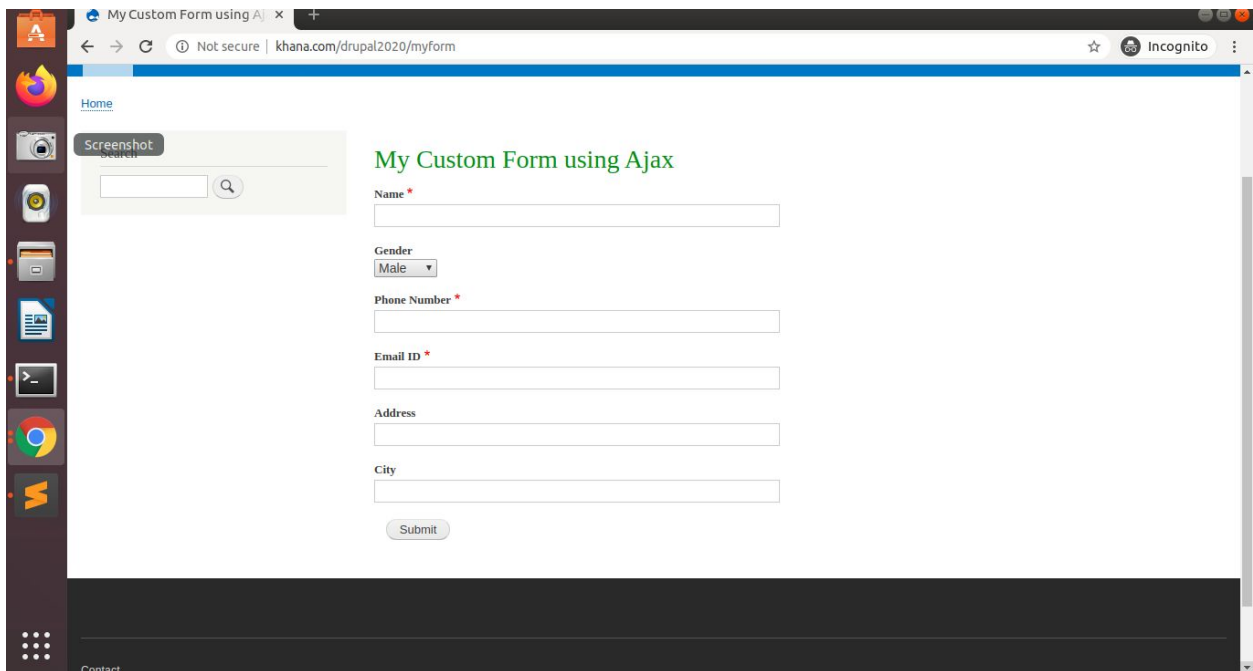 My Custom Form using Aj
Not secure | khana.com/drupal2020/myform
Incognito
Home
Screenshot
Search
My Custom Form using Ajax
Name *
Gender
Male
Phone Number *
Email ID *
Address
City
Submit
Contact